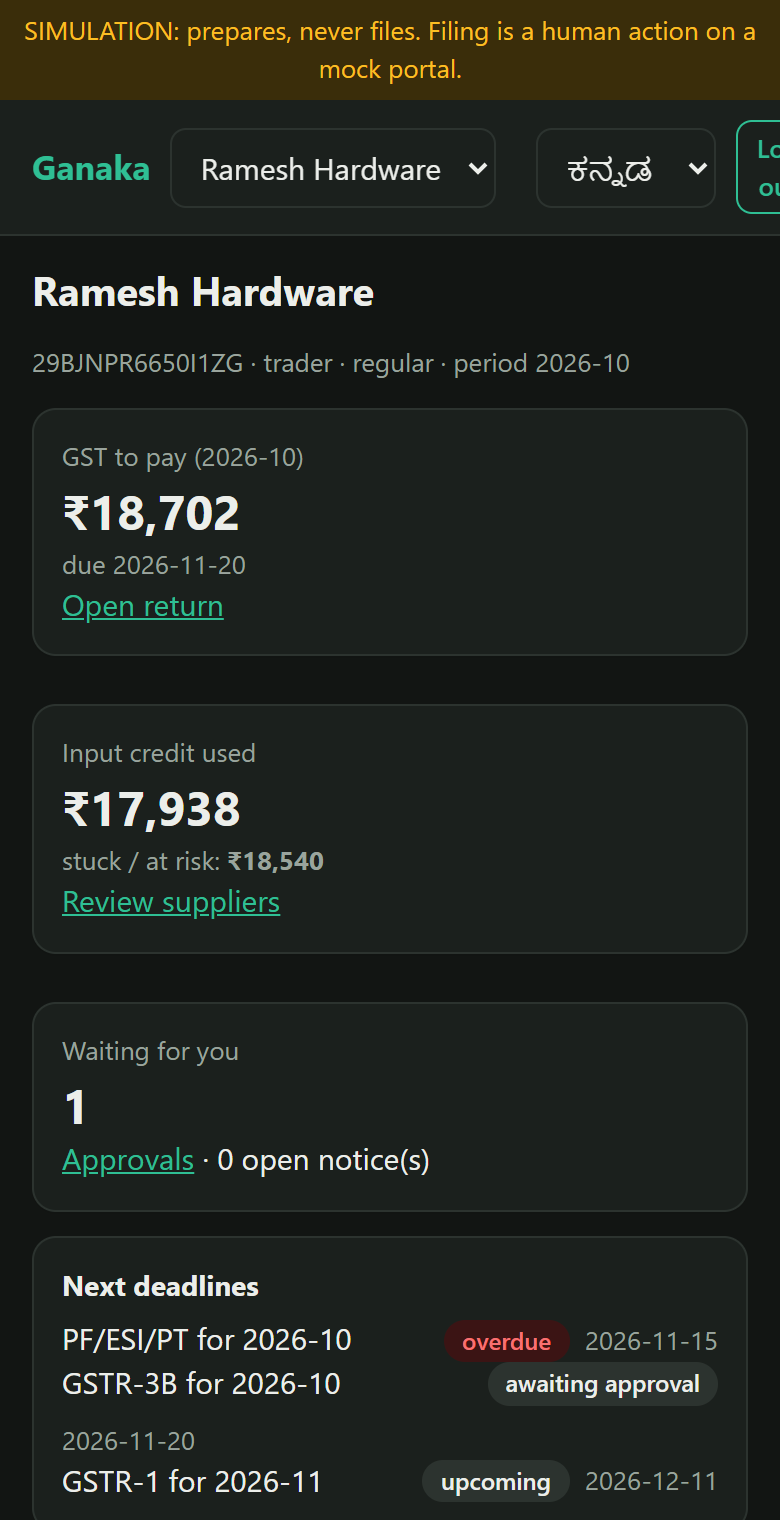 SIMULATION: prepares, never files. Filing is a human action on a
mock portal.
Ganaka
Ramesh Hardware
ಕನ್ನಡ
Ramesh Hardware
29BJNPR6650I1ZG · trader · regular · period 2026-10
GST to pay (2026-10)
₹18,702
due 2026-11-20
Open return
Input credit used
₹17,938
stuck / at risk: ₹18,540
Review suppliers
Waiting for you
1
Approvals · 0 open notice(s)
Next deadlines
PF/ESI/PT for 2026-10 overdue 2026-11-15
GSTR-3B for 2026-10 awaiting approval
2026-11-20
GSTR-1 for 2026-11 upcoming 2026-12-11